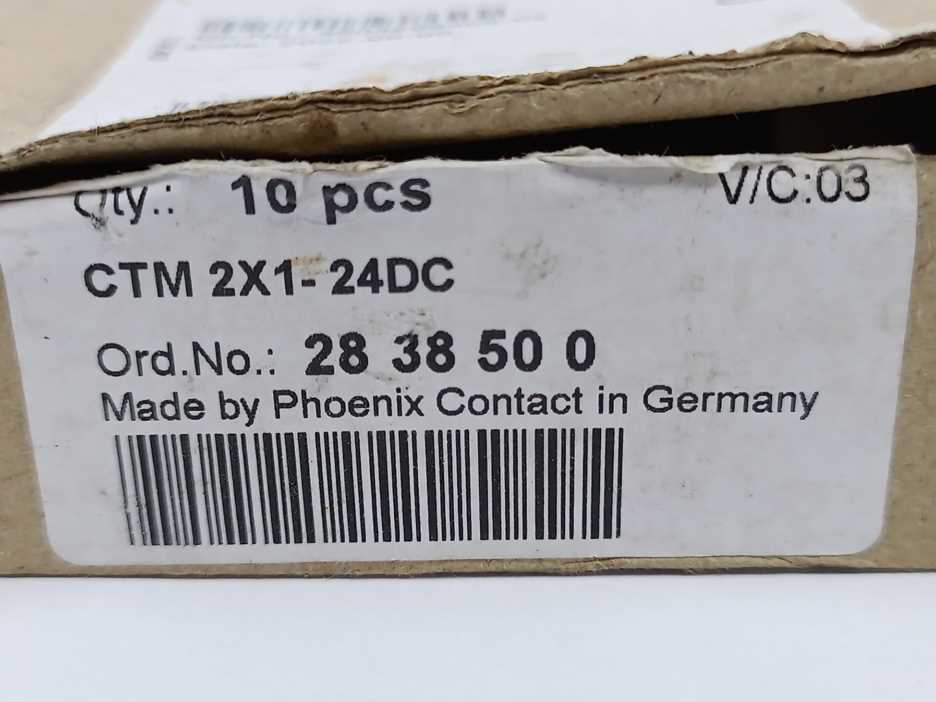 Qty.: 10 pcs V/C:03
CTM 2X1- 24DC
Ord.No.: 28 38 50 0
Made by Phoenix Contact in Germany